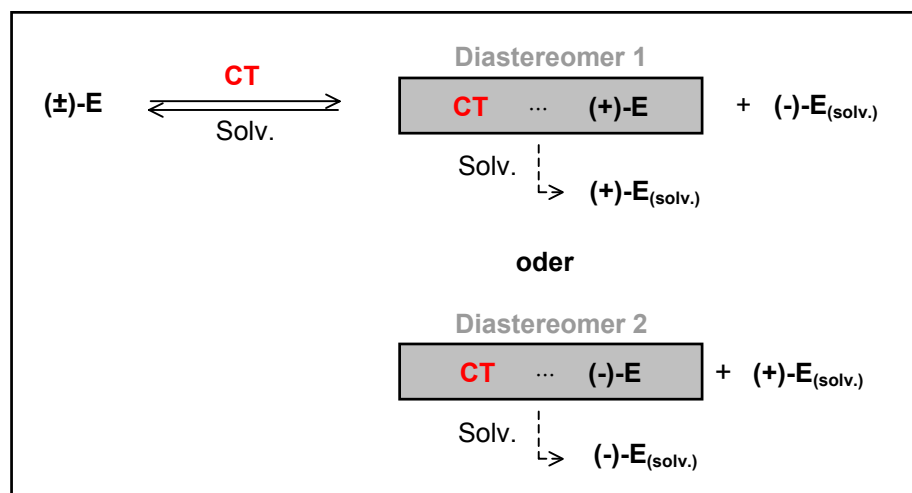 Diastereomer 1
CT
(±)-E CT ... (+)-E + (-)-E(solv.)
Solv.
Solv.
(+)-E(solv.)
oder
Diastereomer 2
CT ... (-)-E + (+)-E(solv.)
Solv.
(-)-E(solv.)